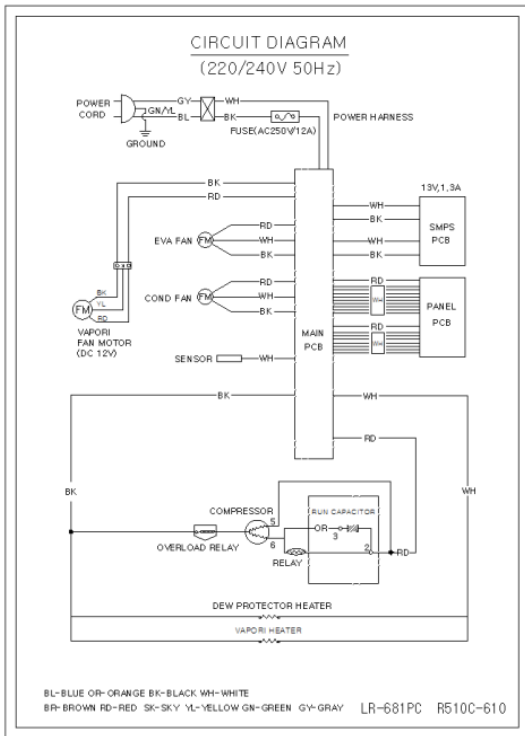 CIRCUIT DIAGRAM
(220/240V 50Hz)
POWER
CORD
GY
WH
GN/YL
BL
BK
FUSE(AC250V/12A)
POWER HARNESS
GROUND
BK
RD
13V,1,3A
WH
BK
WH
BK
SMPS
PCB
EVA FAN
FM
RD
WH
BK
COND FAN
FM
RD
WH
BK
RD
WH
RD
WH
PANEL
PCB
MAIN
PCB
BK
YL
RD
FM
VAPORI
FAN MOTOR
(DC 12V)
SENSOR
WH
BK
WH
RD
BK
WH
COMPRESSOR
5
6
RUN CAPACITOR
OR
3
2
RD
OVERLOAD RELAY
RELAY
DEW PROTECTOR HEATER
VAPORI HEATER
BL-BLUE OR-ORANGE BK-BLACK WH-WHITE
BR-BROWN RD-RED SK-SKY YL-YELLOW GN-GREEN GY-GRAY
LR-681PC R510C-610